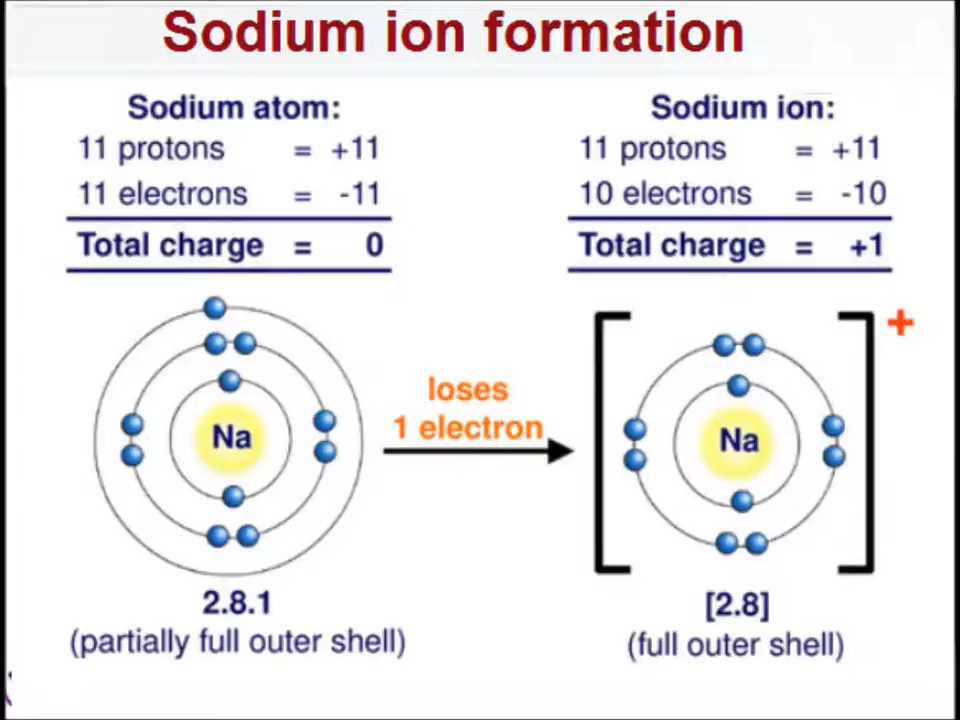 Sodium ion formation
Sodium atom:
11 protons = +11
11 electrons = -11
Total charge = 0
Sodium ion:
11 protons = +11
10 electrons = -10
Total charge = +1
Na
loses
1 electron
Na
+
2.8.1
(partially full outer shell)
[2.8]
(full outer shell)